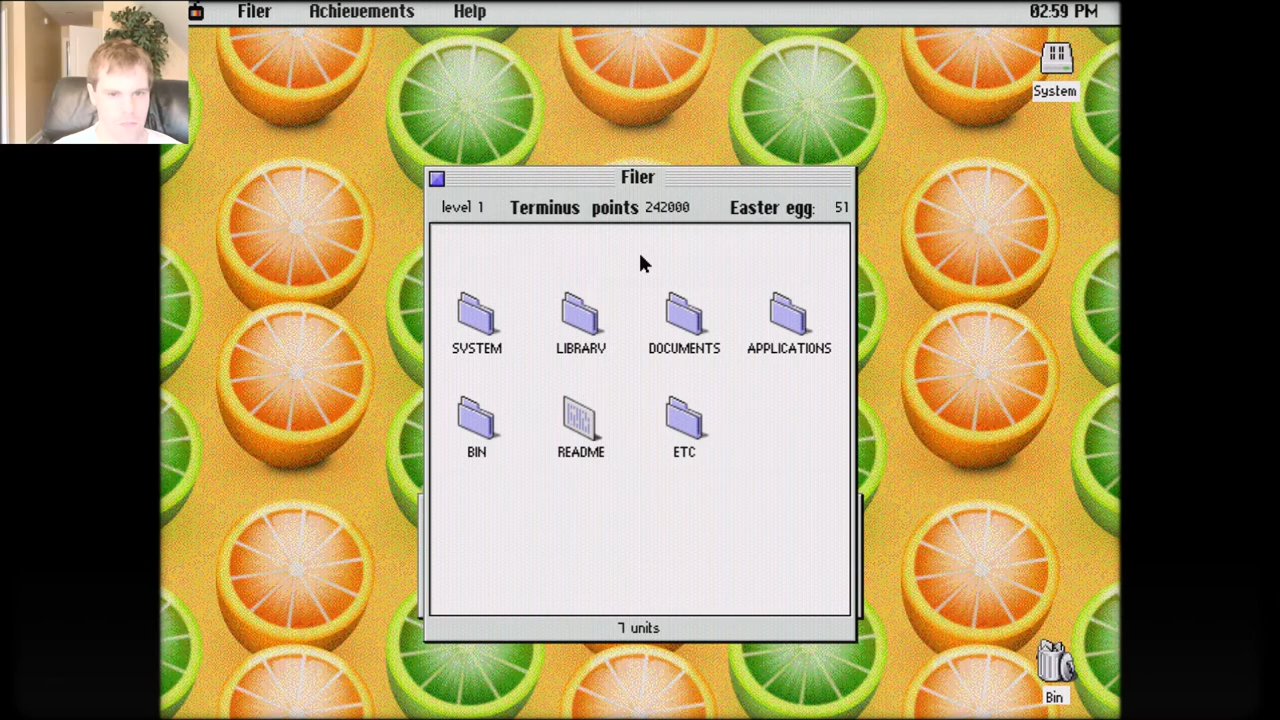 Filer Achievements Help 02:59 PM
System
Filer
level 1 Terminus points 242000 Easter egg: 51
SYSTEM LIBRARY DOCUMENTS APPLICATIONS
BIN README ETC
7 units
Bin